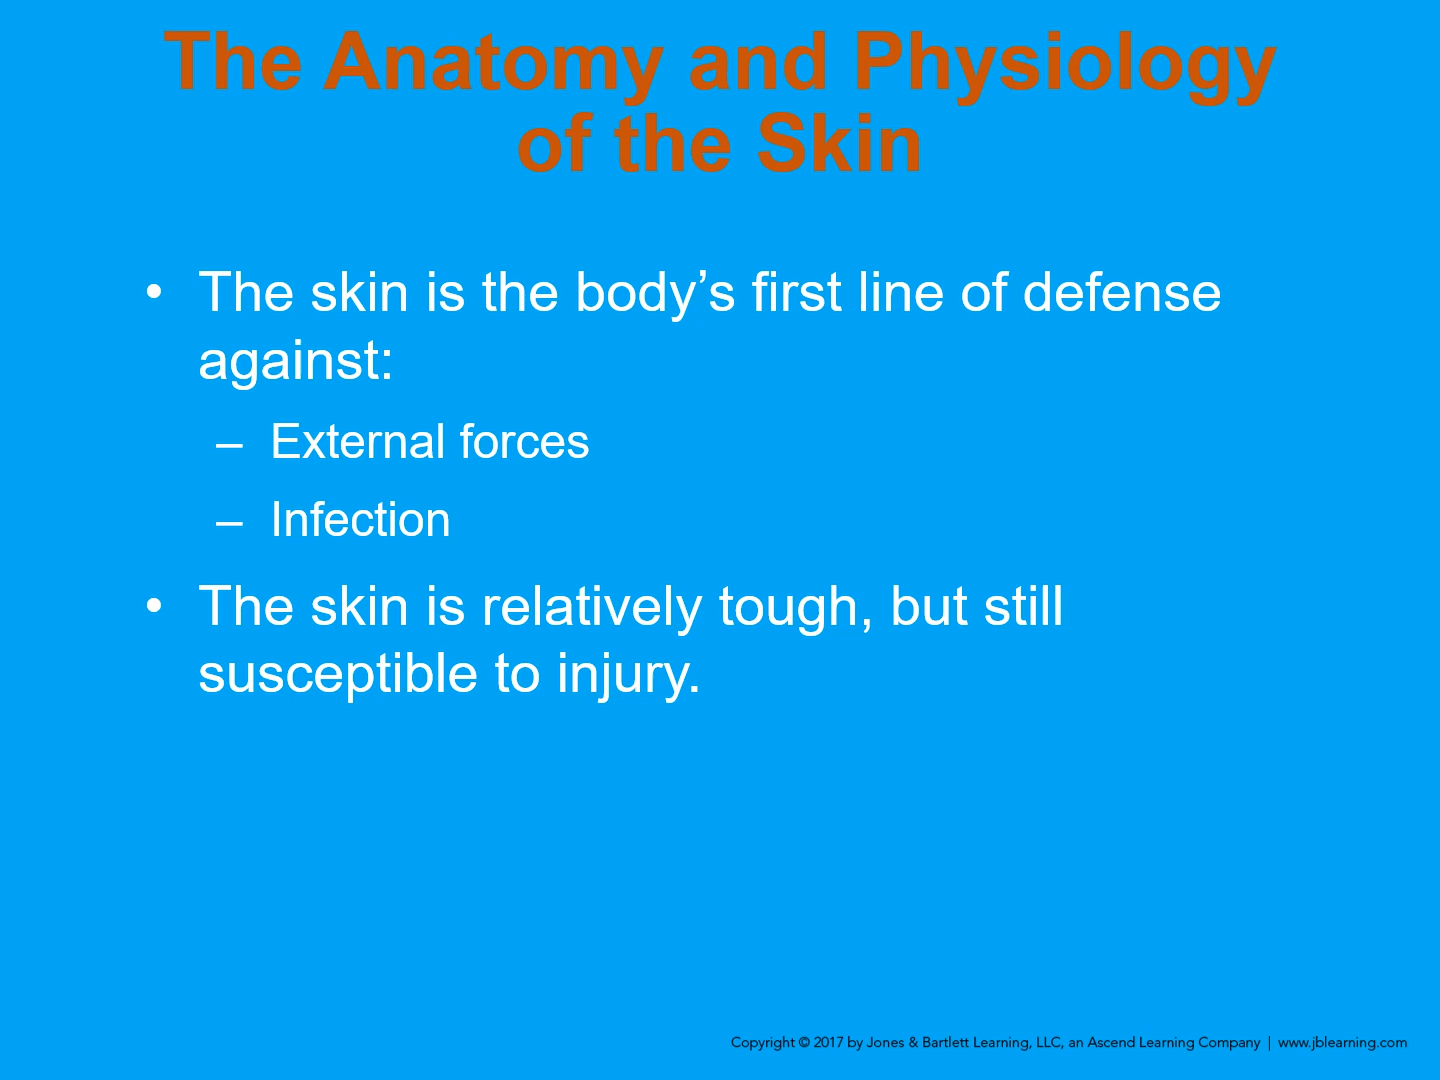 The Anatomy and Physiology
of the Skin
• The skin is the body’s first line of defense
against:
– External forces
– Infection
• The skin is relatively tough, but still
susceptible to injury.
Copyright © 2017 by Jones & Bartlett Learning, LLC, an Ascend Learning Company | www.jblearning.com